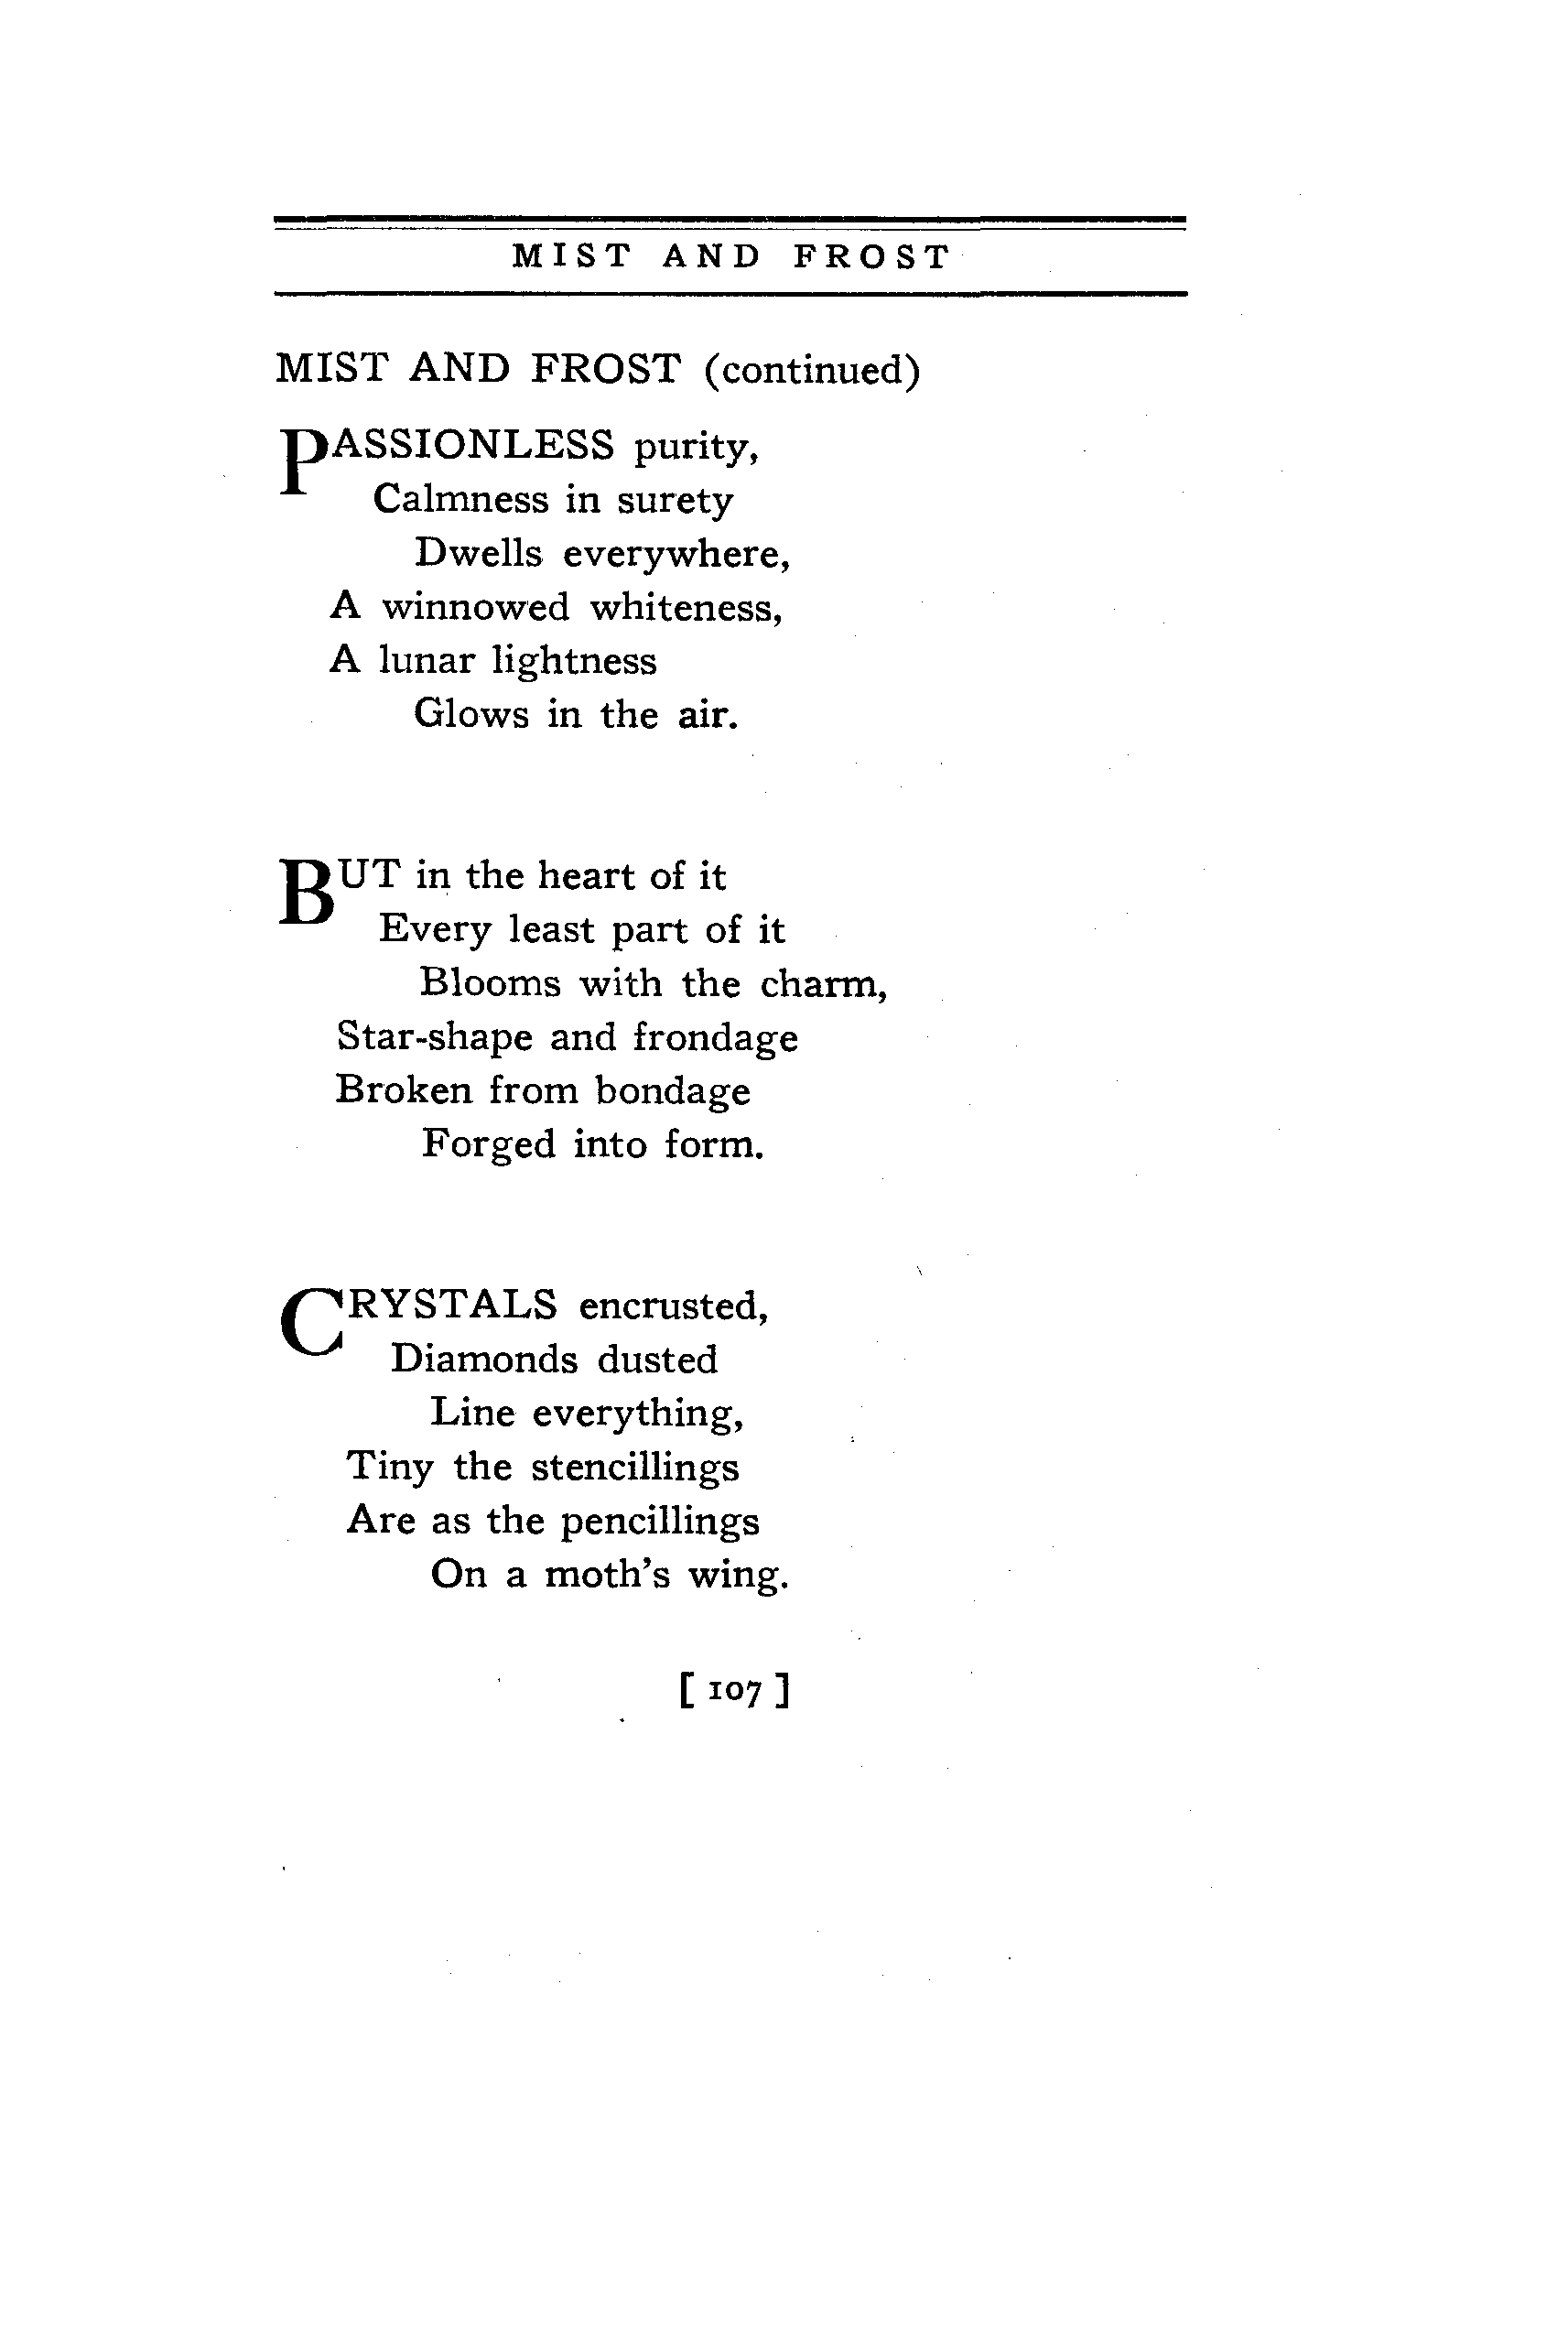 MIST AND FROST
MIST AND FROST (continued)
PASSIONLESS purity,
Calmness in surety
Dwells everywhere,
A winnowed whiteness,
A lunar lightness
Glows in the air.
BUT in the heart of it
Every least part of it
Blooms with the charm,
Star-shape and frondage
Broken from bondage
Forged into form.
CRYSTALS encrusted,
Diamonds dusted
Line everything,
Tiny the stencillings
Are as the pencillings
On a moth's wing.
[ 107 ]